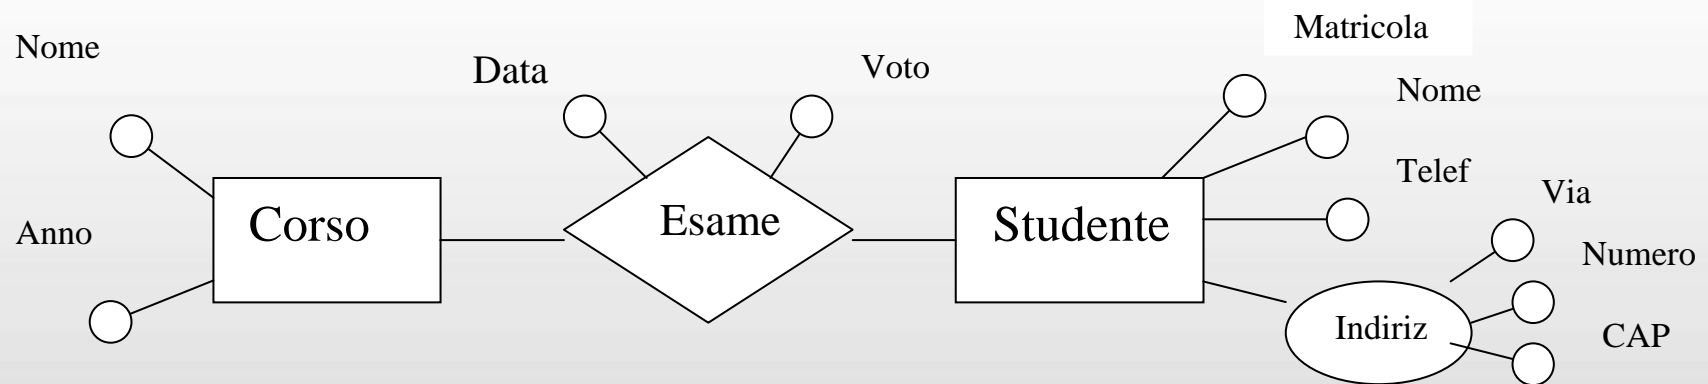 Matricola
Nome
Data
Voto
Nome
Telef
Via
Anno
Corso
Esame
Studente
Numero
Indiriz
CAP